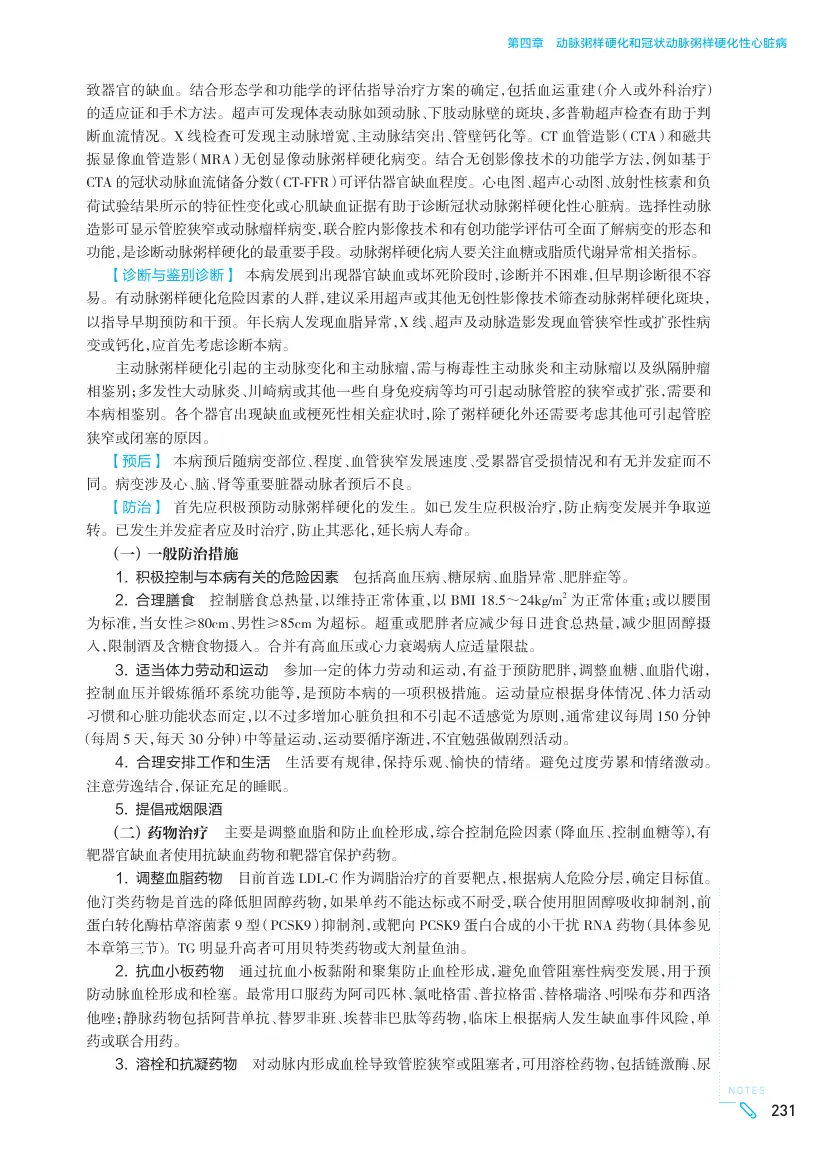 第四章　动脉粥样硬化和冠状动脉粥样硬化性心脏病
致器官的缺血。结合形态学和功能学的评估指导治疗方案的确定,包括血运重建(介入或外科治疗)
的适应证和手术方法。超声可发现体表动脉如颈动脉、下肢动脉壁的斑块,多普勒超声检查有助于判
断血流情况。X 线检查可发现主动脉增宽、主动脉结突出、管壁钙化等。CT 血管造影(CTA)和磁共
振显像血管造影(MRA)无创显像动脉粥样硬化病变。结合无创影像技术的功能学方法,例如基于
CTA 的冠状动脉血流储备分数(CT-FFR)可评估器官缺血程度。心电图、超声心动图、放射性核素和负
荷试验结果所示的特征性变化或心肌缺血证据有助于诊断冠状动脉粥样硬化性心脏病。选择性动脉
造影可显示管腔狭窄或动脉瘤样病变,联合腔内影像技术和有创功能学评估可全面了解病变的形态和
功能,是诊断动脉粥样硬化的最重要手段。动脉粥样硬化病人要关注血糖或脂质代谢异常相关指标。
【诊断与鉴别诊断】 本病发展到出现器官缺血或坏死阶段时,诊断并不困难,但早期诊断很不容
易。有动脉粥样硬化危险因素的人群,建议采用超声或其他无创性影像技术筛查动脉粥样硬化斑块,
以指导早期预防和干预。年长病人发现血脂异常,X 线、超声及动脉造影发现血管狭窄性或扩张性病
变或钙化,应首先考虑诊断本病。
主动脉粥样硬化引起的主动脉变化和主动脉瘤,需与梅毒性主动脉炎和主动脉瘤以及纵隔肿瘤
相鉴别;多发性大动脉炎、川崎病或其他一些自身免疫病等均可引起动脉管腔的狭窄或扩张,需要和
本病相鉴别。各个器官出现缺血或梗死性相关症状时,除了粥样硬化外还需要考虑其他可引起管腔
狭窄或闭塞的原因。
【预后】 本病预后随病变部位、程度、血管狭窄发展速度、受累器官受损情况和有无并发症而不
同。病变涉及心、脑、肾等重要脏器动脉者预后不良。
【防治】 首先应积极预防动脉粥样硬化的发生。如已发生应积极治疗,防止病变发展并争取逆
转。已发生并发症者应及时治疗,防止其恶化,延长病人寿命。
(一) 一般防治措施
1. 积极控制与本病有关的危险因素　包括高血压病、糖尿病、血脂异常、肥胖症等。
2. 合理膳食　控制膳食总热量,以维持正常体重,以 BMI 18.5～24kg/m² 为正常体重;或以腰围
为标准,当女性≥80cm、男性≥85cm 为超标。超重或肥胖者应减少每日进食总热量,减少胆固醇摄
入,限制酒及含糖食物摄入。合并有高血压或心力衰竭病人应适量限盐。
3. 适当体力劳动和运动　参加一定的体力劳动和运动,有益于预防肥胖,调整血糖、血脂代谢,
控制血压并锻炼循环系统功能等,是预防本病的一项积极措施。运动量应根据身体情况、体力活动
习惯和心脏功能状态而定,以不过多增加心脏负担和不引起不适感觉为原则,通常建议每周 150 分钟
(每周 5 天,每天 30 分钟)中等量运动,运动要循序渐进,不宜勉强做剧烈活动。
4. 合理安排工作和生活　生活要有规律,保持乐观、愉快的情绪。避免过度劳累和情绪激动。
注意劳逸结合,保证充足的睡眠。
5. 提倡戒烟限酒
(二) 药物治疗　主要是调整血脂和防止血栓形成,综合控制危险因素(降血压、控制血糖等),有
靶器官缺血者使用抗缺血药物和靶器官保护药物。
1. 调整血脂药物　目前首选 LDL-C 作为调脂治疗的首要靶点,根据病人危险分层,确定目标值。
他汀类药物是首选的降低胆固醇药物,如果单药不能达标或不耐受,联合使用胆固醇吸收抑制剂,前
蛋白转化酶枯草溶菌素 9 型(PCSK9)抑制剂,或靶向 PCSK9 蛋白合成的小干扰 RNA 药物(具体参见
本章第三节)。TG 明显升高者可用贝特类药物或大剂量鱼油。
2. 抗血小板药物　通过抗血小板黏附和聚集防止血栓形成,避免血管阻塞性病变发展,用于预
防动脉血栓形成和栓塞。最常用口服药为阿司匹林、氯吡格雷、普拉格雷、替格瑞洛、吲哚布芬和西洛
他唑;静脉药物包括阿昔单抗、替罗非班、埃替非巴肽等药物,临床上根据病人发生缺血事件风险,单
药或联合用药。
3. 溶栓和抗凝药物　对动脉内形成血栓导致管腔狭窄或阻塞者,可用溶栓药物,包括链激酶、尿
NOTES
231